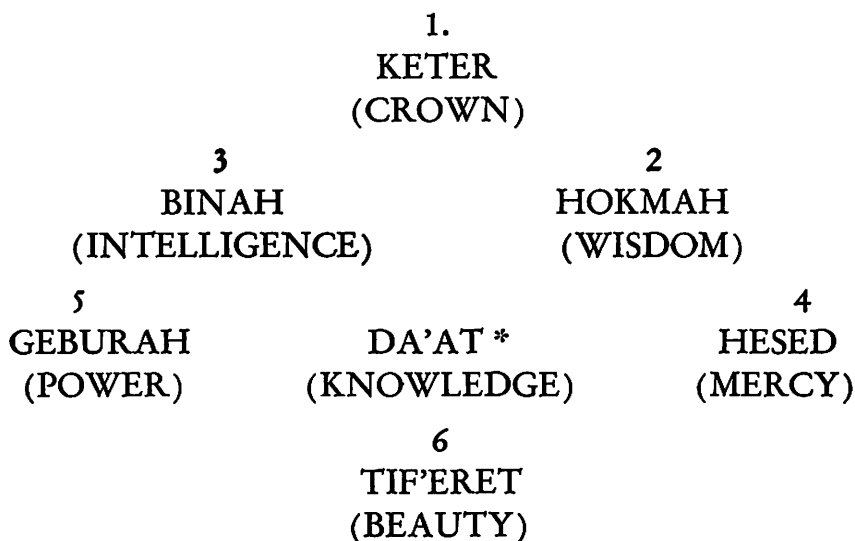 1.
KETER
(CROWN)
3 2
BINAH HOKMAH
(INTELLIGENCE) (WISDOM)
5 4
GEBURAH DA'AT * HESED
(POWER) (KNOWLEDGE) (MERCY)
6
TIF'ERET
(BEAUTY)